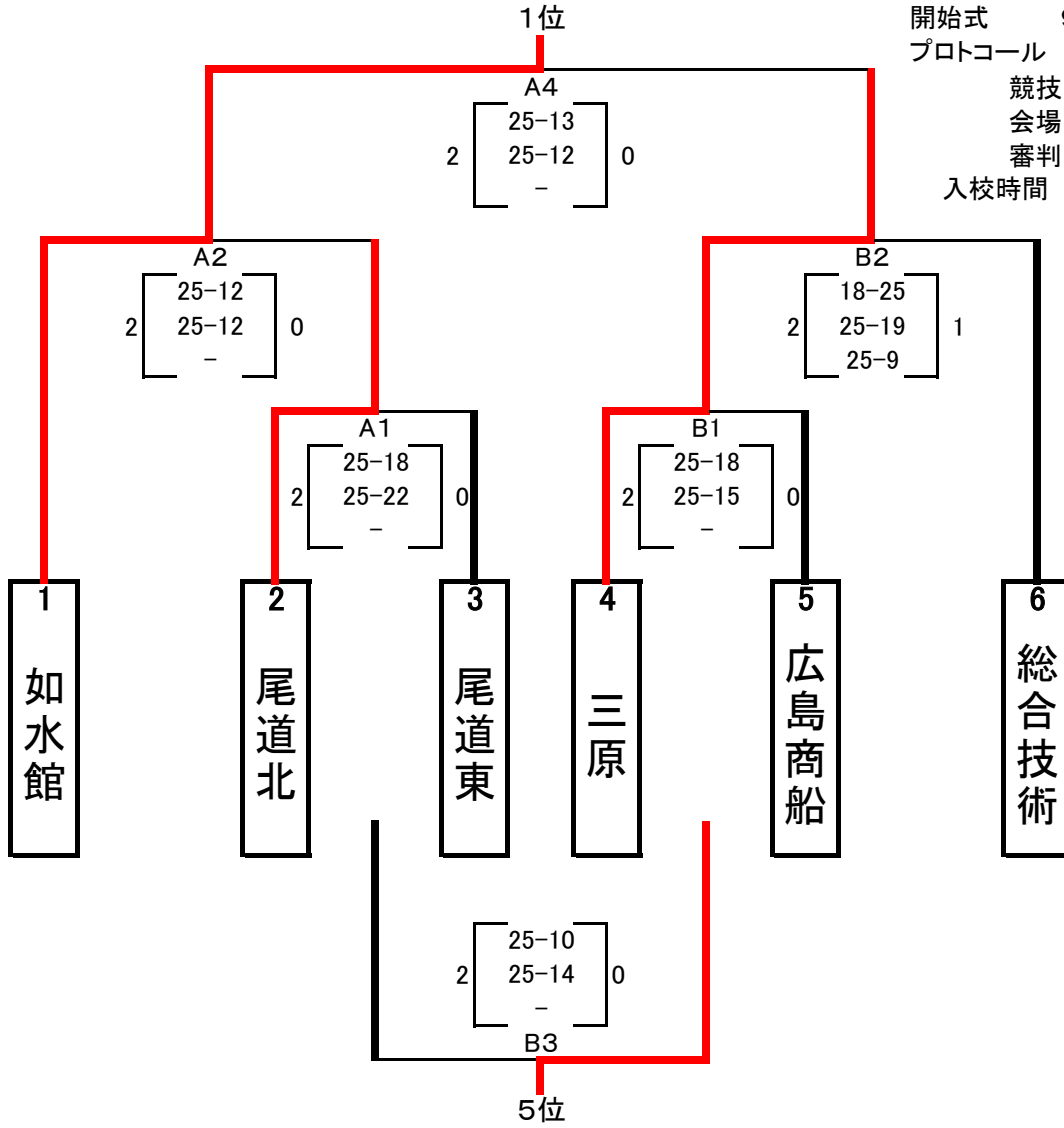 1位
開始式 9
プロトコール
競技
会場
審判
入校時間
A4
25-13
2 25-12 0
-
A2
25-12
2 25-12 0
-
B2
18-25
2 25-19 1
25-9
A1
25-18
2 25-22 0
-
B1
25-18
2 25-15 0
-
1 如水館
2 尾道北
3 尾道東
4 三原
5 広島商船
6 総合技術
25-10
2 25-14 0
-
B3
5位